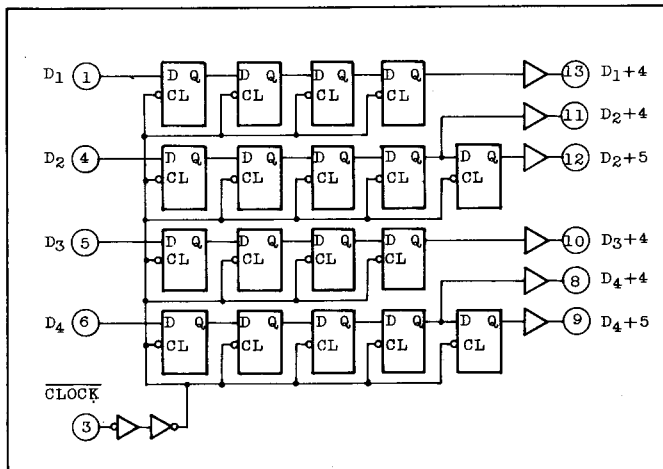 D1 1 D Q D Q D Q D Q 13 D1+4
CL CL CL CL
11 D2+4
D2 4 D Q D Q D Q D Q D Q 12 D2+5
CL CL CL CL CL
D3 5 D Q D Q D Q D Q 10 D3+4
CL CL CL CL
8 D4+4
D4 6 D Q D Q D Q D Q D Q 9 D4+5
CL CL CL CL CL
CLOCK
3